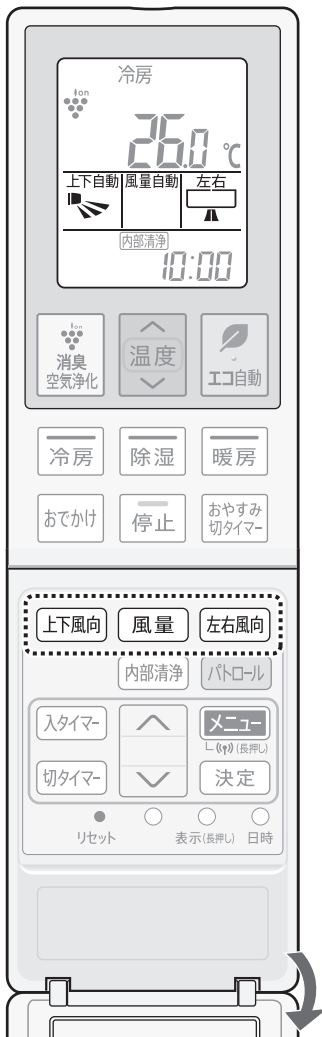 冷房
ion
26.0 ℃
上下自動 風量自動 左右
内部清浄
10:00
ion
消臭
空気浄化
温度
エコ自動
冷房 除湿 暖房
おでかけ 停止 おやすみ
切タイマー
上下風向 風量 左右風向
内部清浄 パトロール
入タイマー メニュー
(長押し)
切タイマー 決定
リセット 表示(長押し) 日時